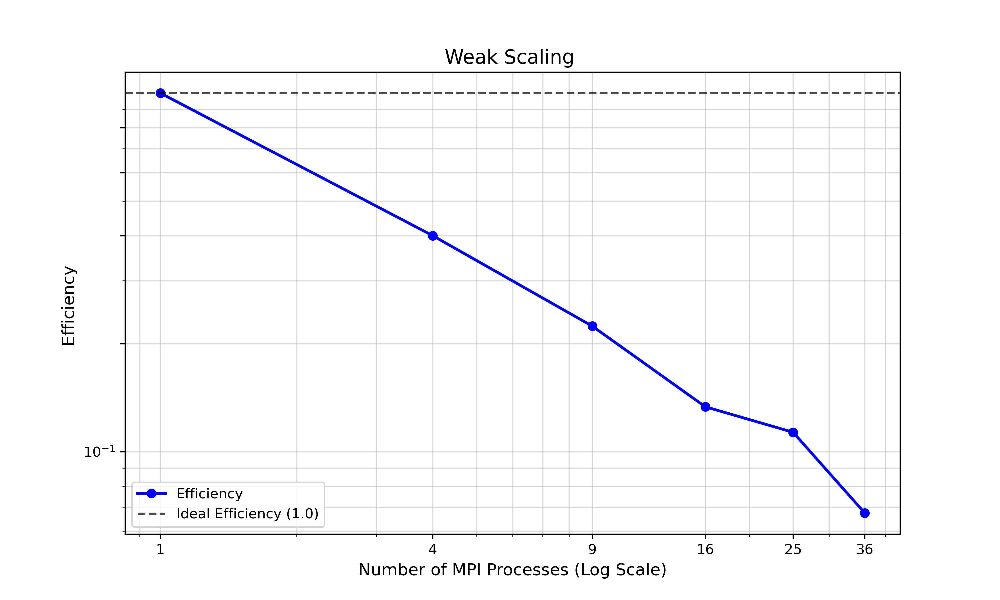 Weak Scaling
Efficiency
10⁻¹
Efficiency
Ideal Efficiency (1.0)
1 4 9 16 25 36
Number of MPI Processes (Log Scale)